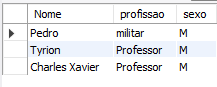 Nome profissao sexo
Pedro militar M
Tyrion Professor M
Charles Xavier Professor M